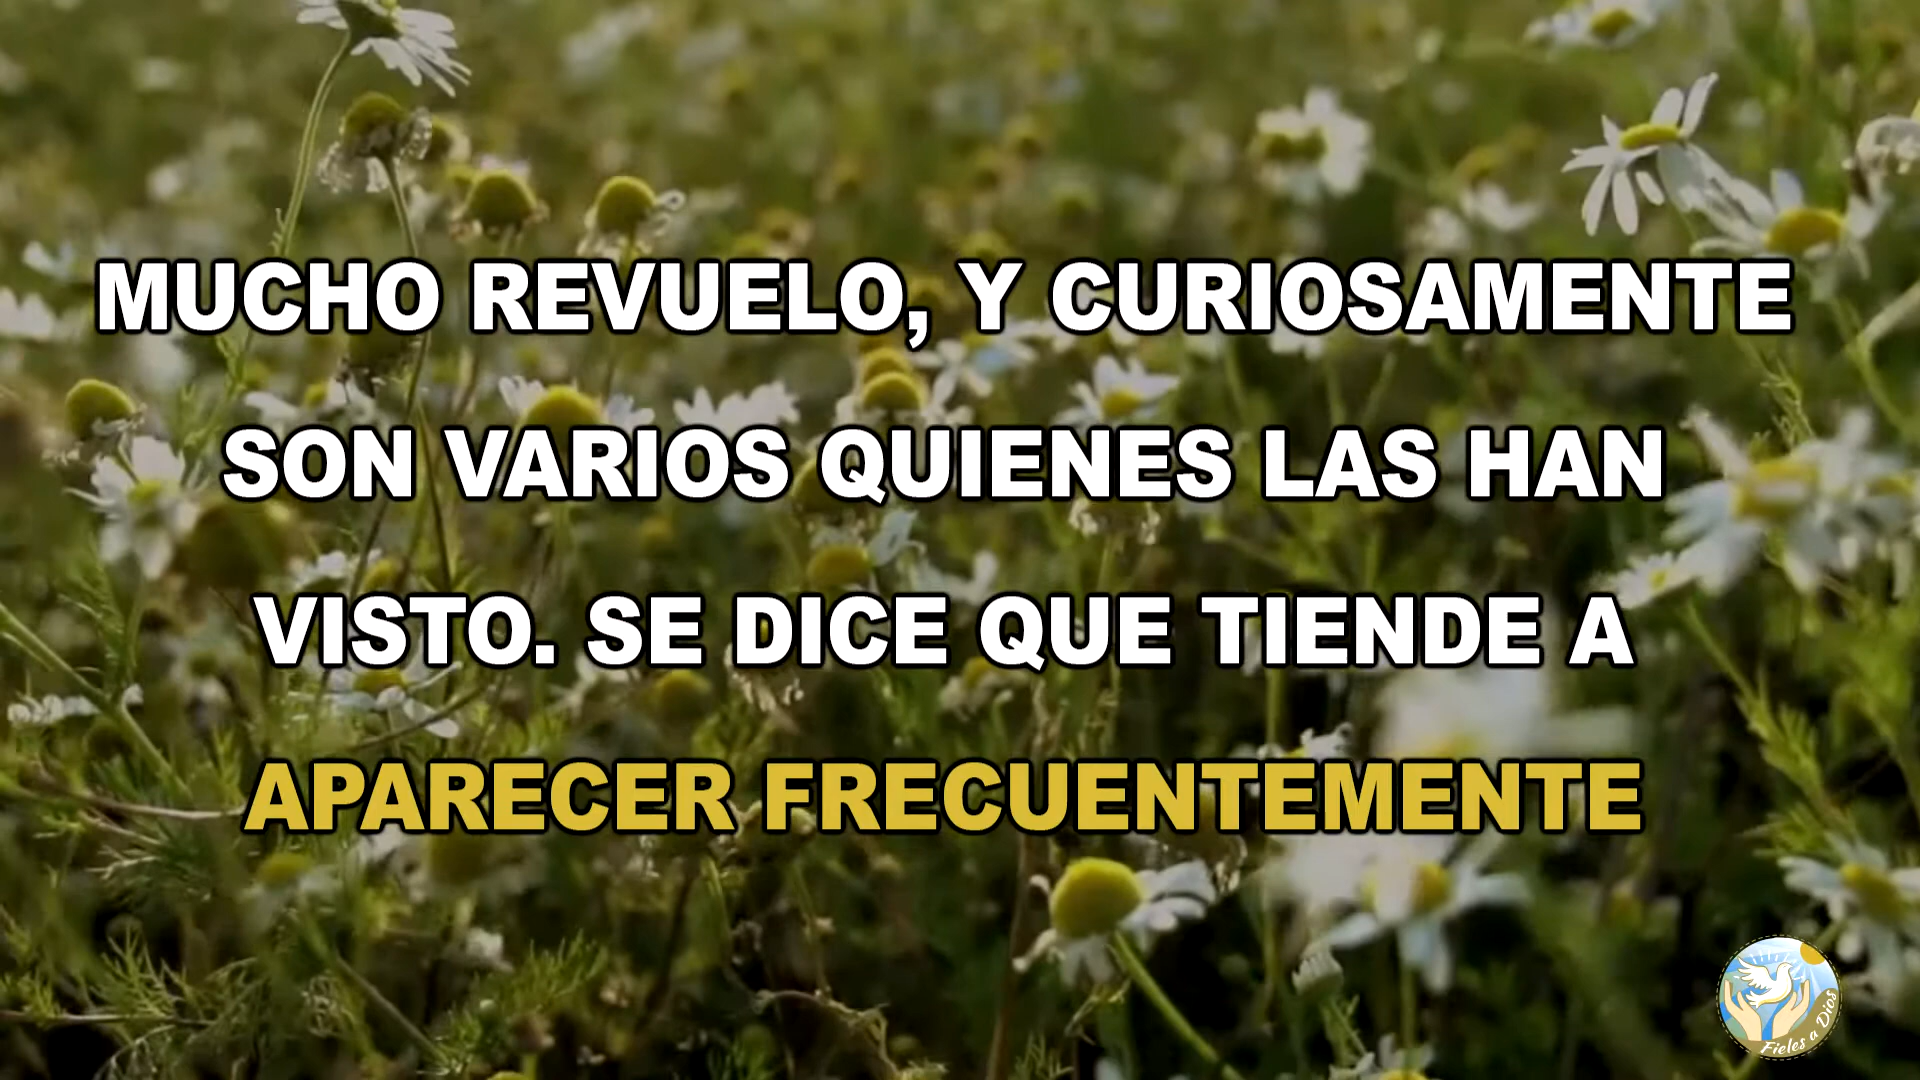 MUCHO REVUELO, Y CURIOSAMENTE
SON VARIOS QUIENES LAS HAN
VISTO. SE DICE QUE TIENDE A
APARECER FRECUENTEMENTE
Fieles a Dios